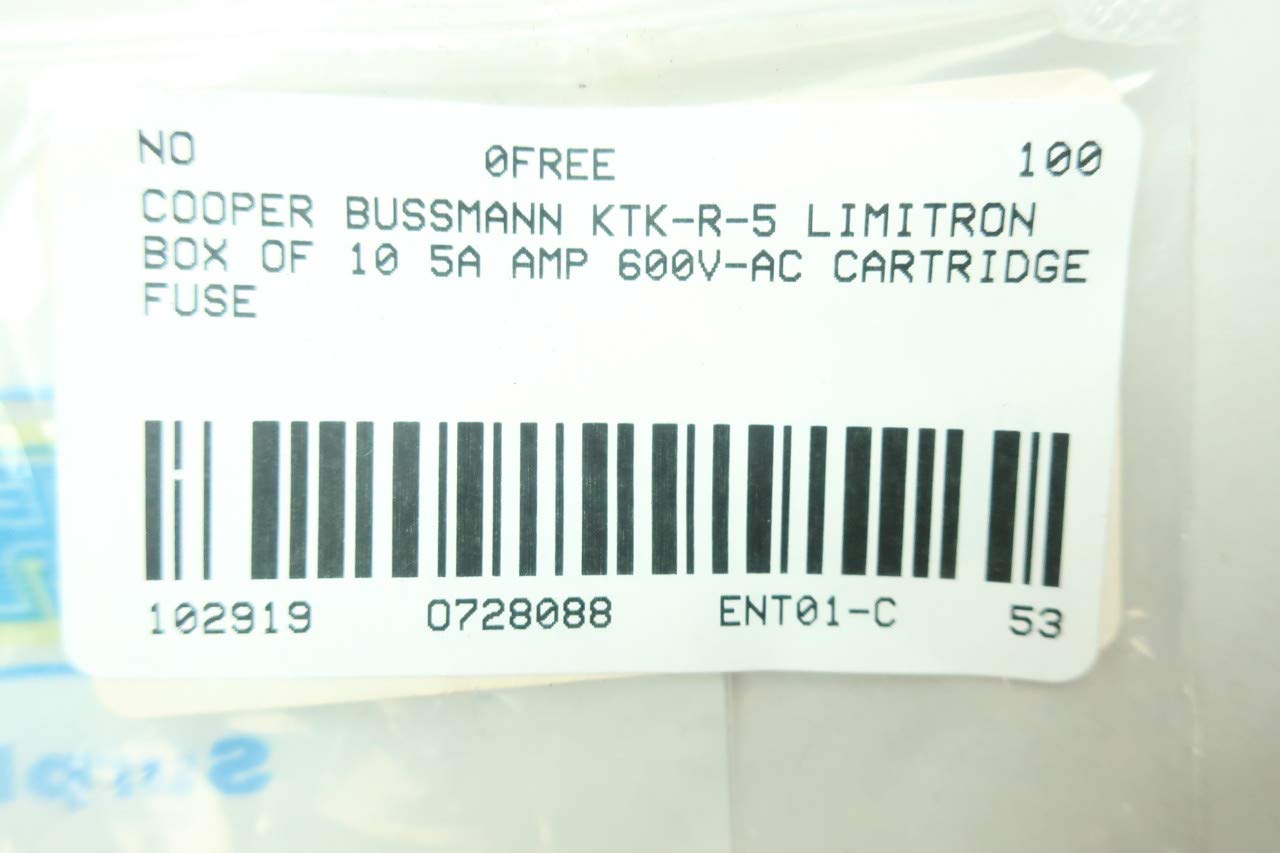 NO 0FREE 100
COOPER BUSSMANN KTK-R-5 LIMITRON
BOX OF 10 5A AMP 600V-AC CARTRIDGE
FUSE
102919 0728088 ENT01-C 53